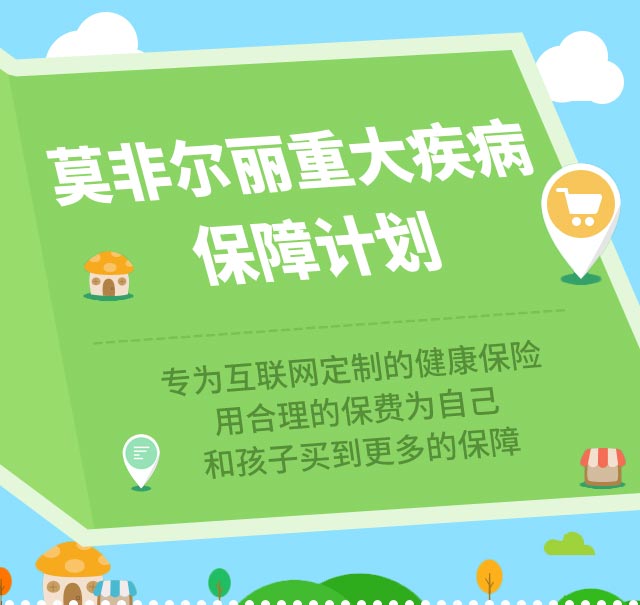 莫非尔丽重大疾病
保障计划
专为互联网定制的健康保险
用合理的保费为自己
和孩子买到更多的保障